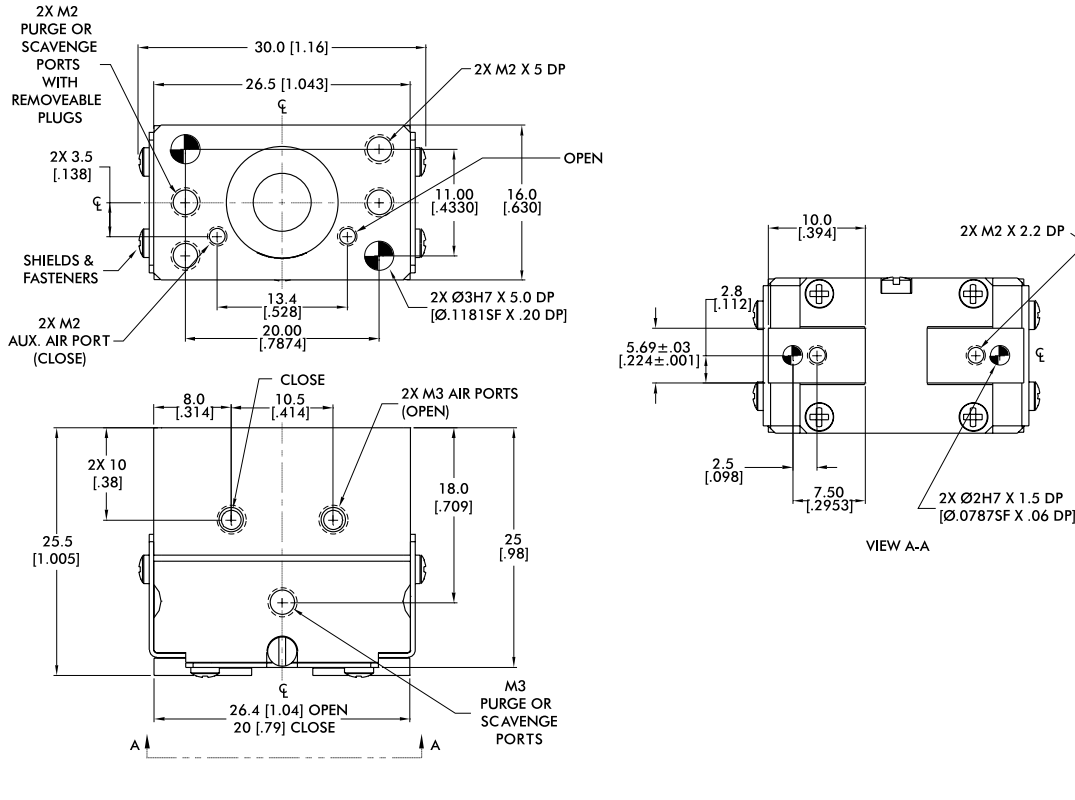 2X M2
PURGE OR
SCAVENGE
PORTS
WITH
REMOVEABLE
PLUGS
30.0 [1.16]
26.5 [1.043]
℄
2X M2 X 5 DP
OPEN
2X 3.5
[.138]
℄
11.00
[.4330]
16.0
[.630]
SHIELDS &
FASTENERS
13.4
[.528]
20.00
[.7874]
2X Ø3H7 X 5.0 DP
[Ø.1181SF X .20 DP]
2X M2
AUX. AIR PORT
(CLOSE)
CLOSE
8.0
[.314]
10.5
[.414]
2X M3 AIR PORTS
(OPEN)
2X 10
[.38]
18.0
[.709]
25.5
[1.005]
25
[.98]
℄
26.4 [1.04] OPEN
20 [.79] CLOSE
M3
PURGE OR
SCAVENGE
PORTS
A
A
10.0
[.394]
2X M2 X 2.2 DP
2.8
[.112]
5.69±.03
[.224±.001]
℄
2.5
[.098]
7.50
[.2953]
2X Ø2H7 X 1.5 DP
[Ø.0787SF X .06 DP]
VIEW A-A